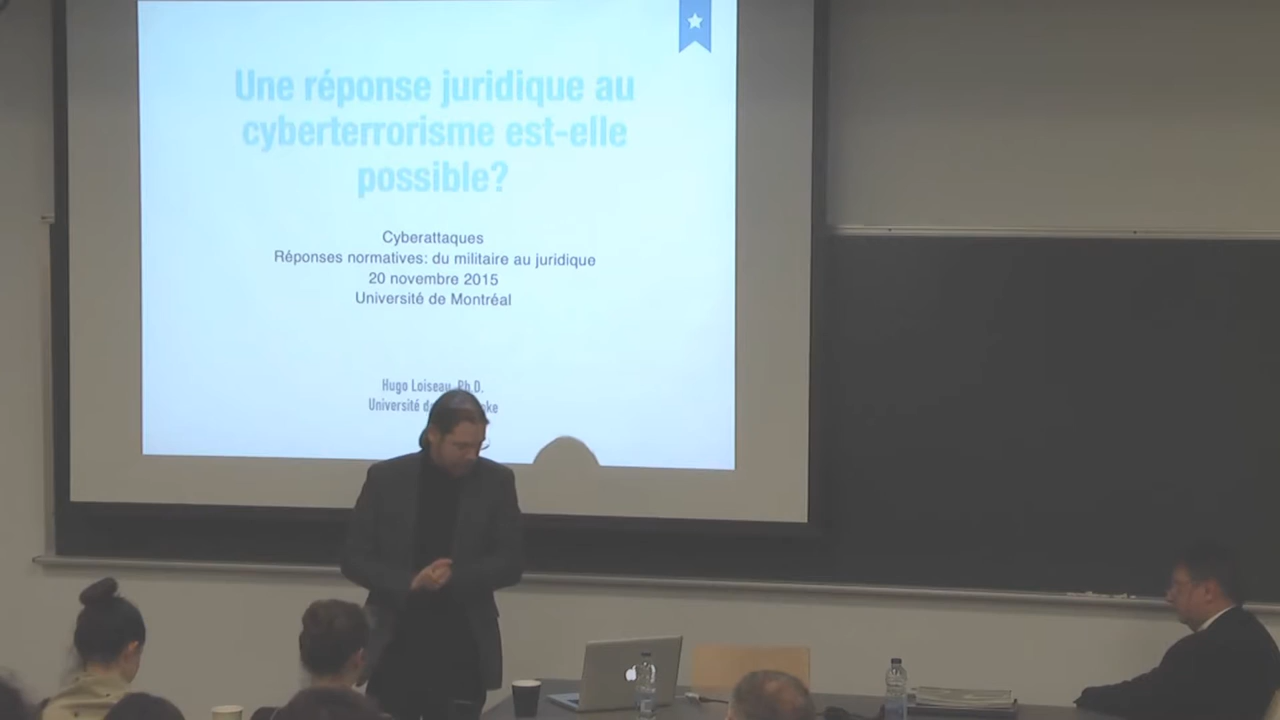 Une réponse juridique au
cyberterrorisme est-elle
possible?
Cyberattaques
Réponses normatives: du militaire au juridique
20 novembre 2015
Université de Montréal
Hugo Loiseau, Ph.D.
Université